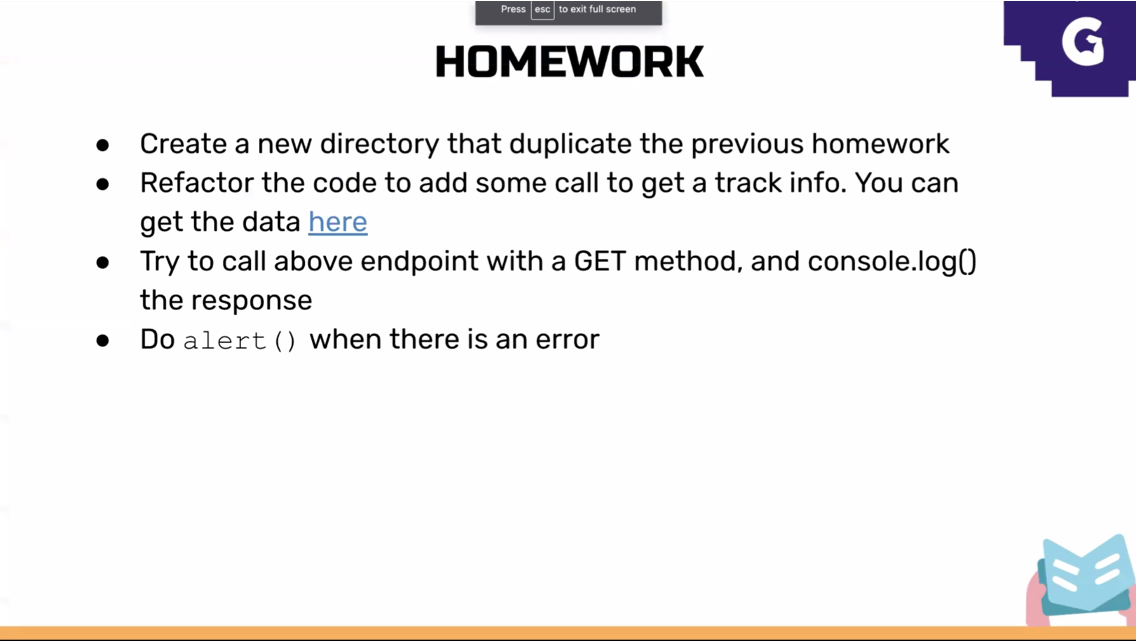 Press esc to exit full screen
G
HOMEWORK
● Create a new directory that duplicate the previous homework
● Refactor the code to add some call to get a track info. You can
get the data here
● Try to call above endpoint with a GET method, and console.log()
the response
● Do alert() when there is an error